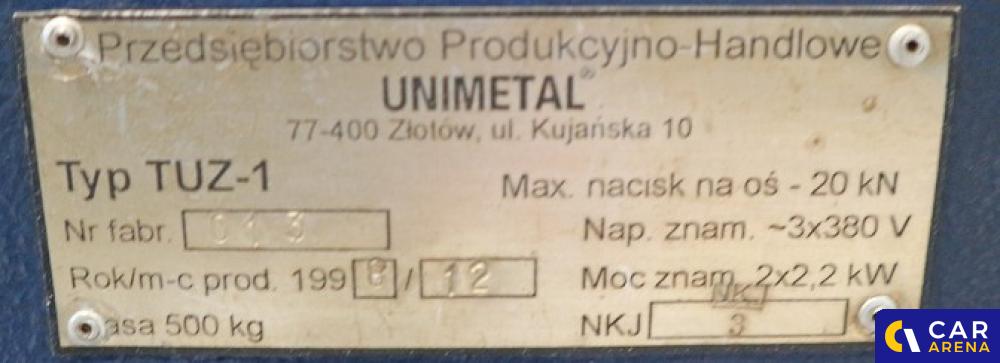 Przedsiębiorstwo Produkcyjno-Handlowe
UNIMETAL®
77-400 Złotów, ul. Kujańska 10
Typ TUZ-1
Max. nacisk na oś - 20 kN
Nr fabr. 013
Nap. znam. ~3x380 V
Rok/m-c prod. 199 / 12
Moc znam. 2x2,2 kW
NKJ
500 kg
NKJ 3
CAR
ARENA